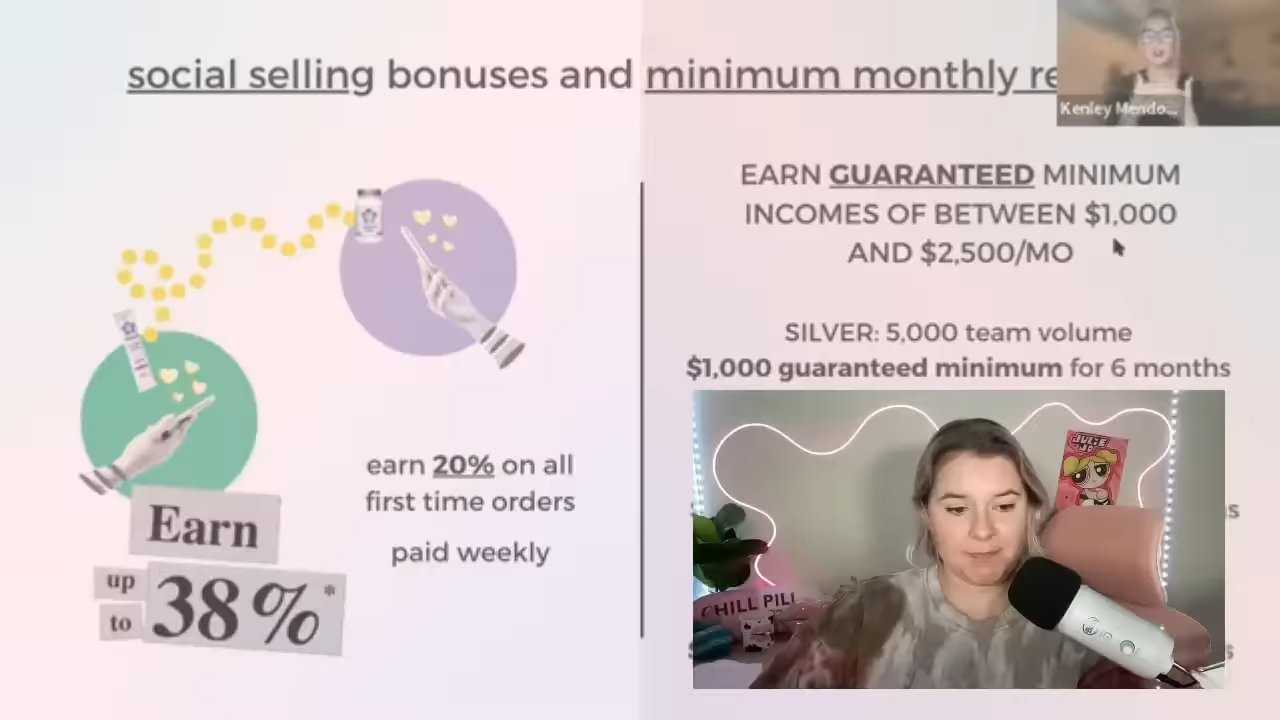 social selling bonuses and minimum monthly re
Kenley Mendo...
EARN GUARANTEED MINIMUM
INCOMES OF BETWEEN $1,000
AND $2,500/MO
SILVER: 5,000 team volume
$1,000 guaranteed minimum for 6 months
earn 20% on all
first time orders
paid weekly
Earn
up
to
38%*
CHILL PILL